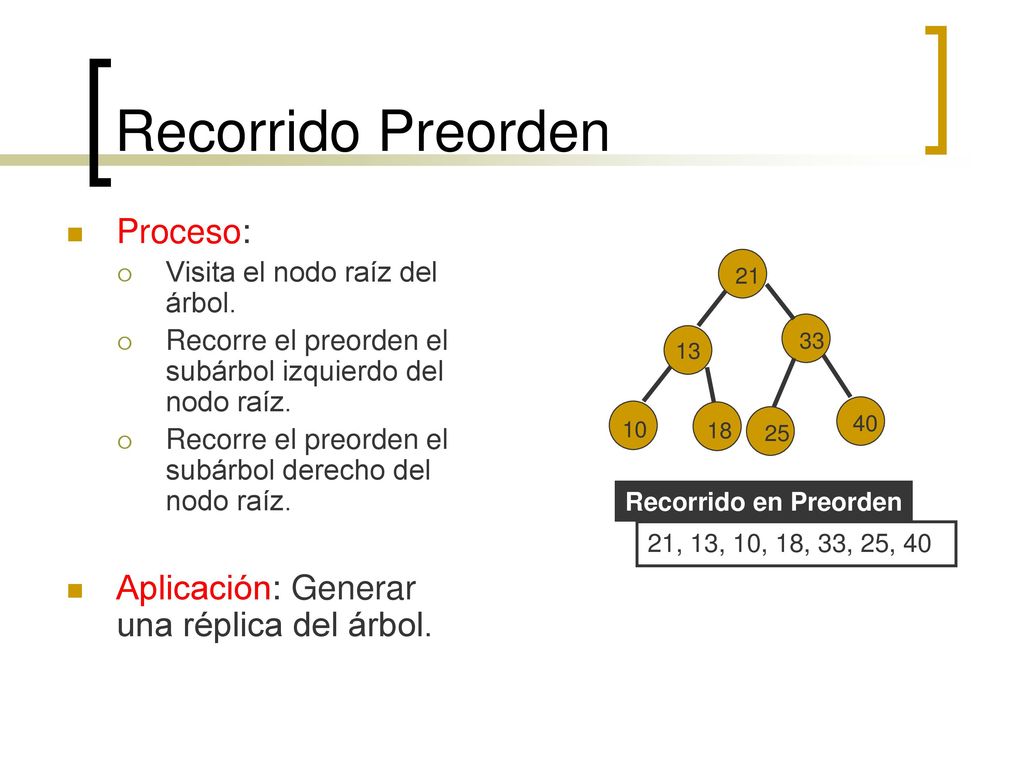 Recorrido Preorden
Proceso:
Visita el nodo raíz del
árbol.
Recorre el preorden el
subárbol izquierdo del
nodo raíz.
Recorre el preorden el
subárbol derecho del
nodo raíz.
Aplicación: Generar
una réplica del árbol.
21
13
33
10
18
25
40
Recorrido en Preorden
21, 13, 10, 18, 33, 25, 40